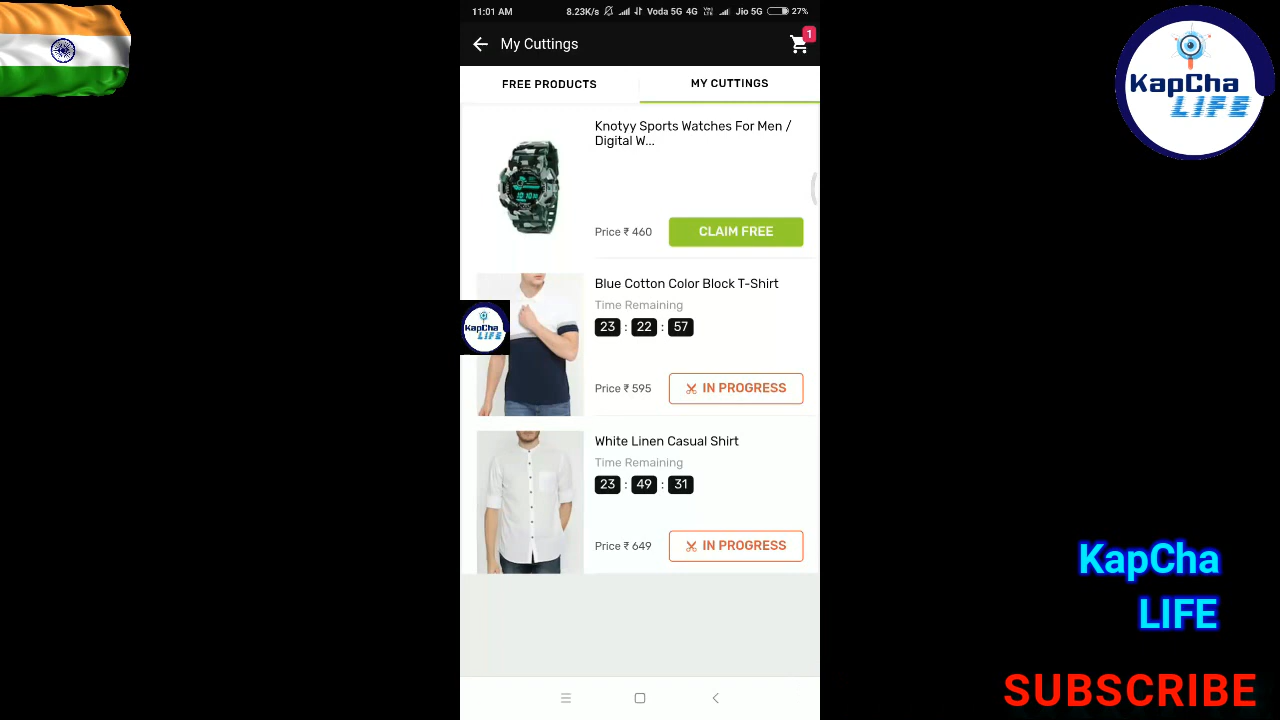 11:01 AM 8.23K/s Voda 5G 4G Jio 5G 27%
My Cuttings
1
FREE PRODUCTS
MY CUTTINGS
Knotyy Sports Watches For Men /
Digital W...
Price ₹ 460
CLAIM FREE
Blue Cotton Color Block T-Shirt
Time Remaining
23 : 22 : 57
Price ₹ 595
IN PROGRESS
White Linen Casual Shirt
Time Remaining
23 : 49 : 31
Price ₹ 649
IN PROGRESS
KapCha
LIFE
KapCha
LIFE
KapCha
LIFE
SUBSCRIBE